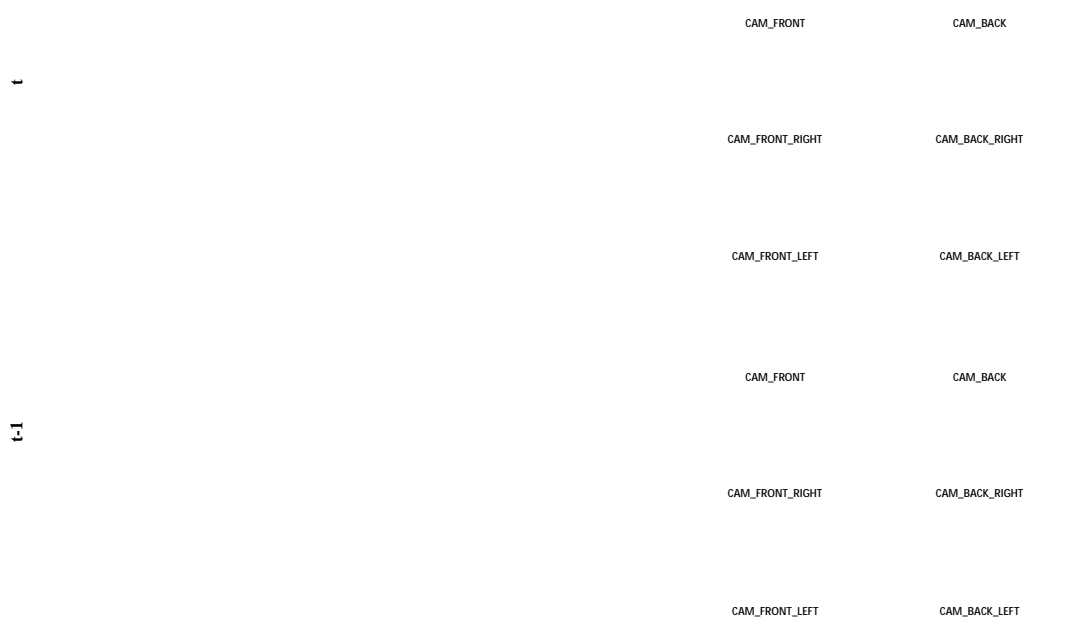 CAM_FRONT CAM_BACK
t
CAM_FRONT_RIGHT CAM_BACK_RIGHT
CAM_FRONT_LEFT CAM_BACK_LEFT
CAM_FRONT CAM_BACK
t-1
CAM_FRONT_RIGHT CAM_BACK_RIGHT
CAM_FRONT_LEFT CAM_BACK_LEFT